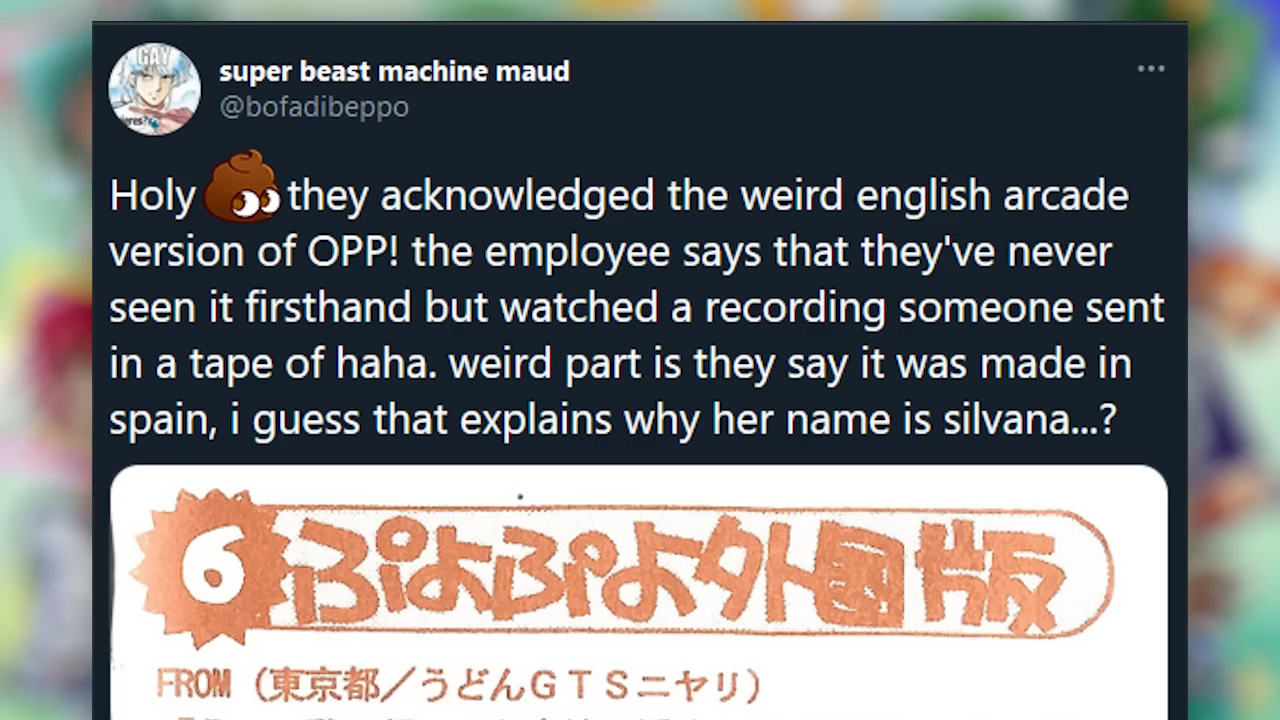 GAY
super beast machine maud
@bofadibeppo
Holy they acknowledged the weird english arcade
version of OPP! the employee says that they've never
seen it firsthand but watched a recording someone sent
in a tape of haha. weird part is they say it was made in
spain, i guess that explains why her name is silvana...?
6 ぷよぷよ外国版
FROM (東京都/うどんGTSニヤリ)